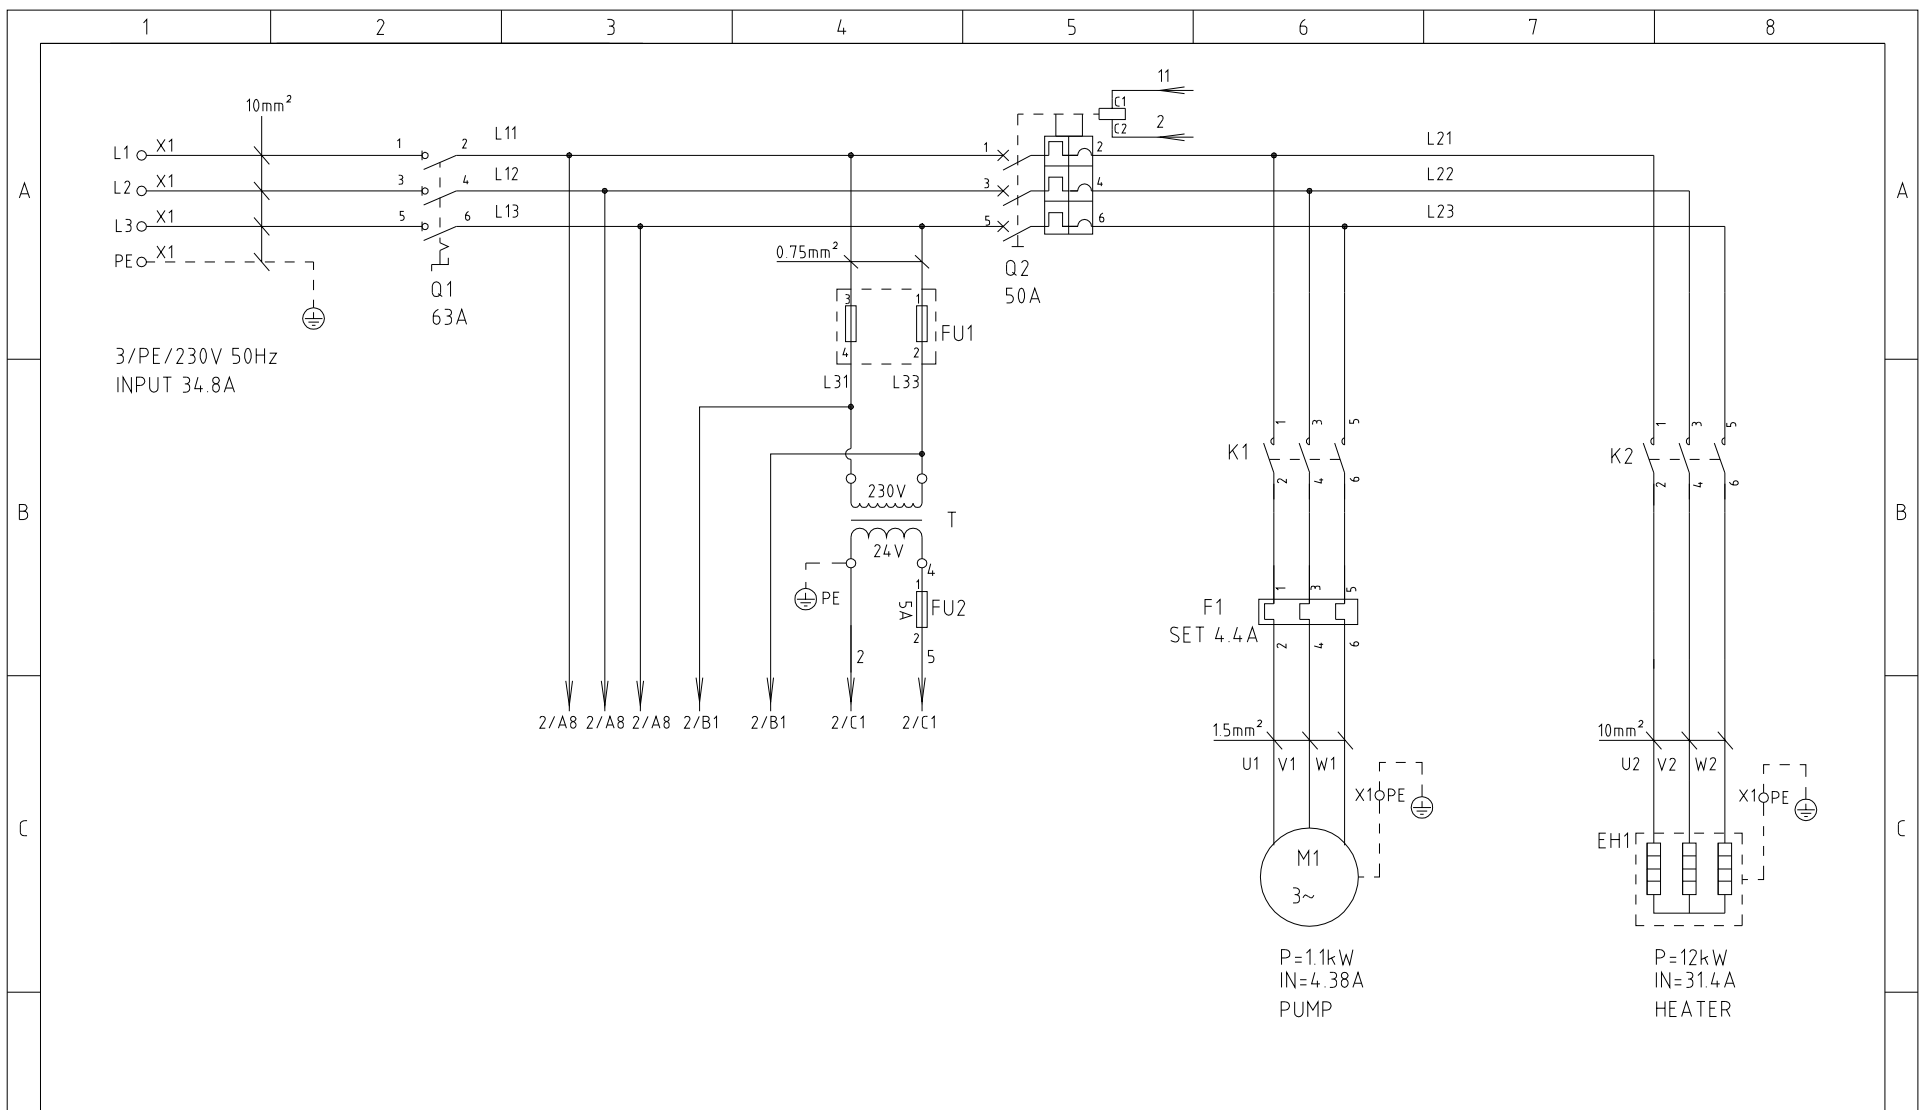 1 2 3 4 5 6 7 8
11
10mm²
C1
C2
2
L11
L21
L1 X1 1 2 1 2
L12
L22
A L2 X1 3 4 3 4 A
L13
L23
L3 X1 5 6 5 6
PE X1
0.75mm²
Q1
63A
Q2
50A
3 1
FU1
4 2
3/PE/230V 50Hz
INPUT 34.8A
L31 L33
1 3 5 1 3 5
K1 K2
2 4 6 2 4 6
230V
B T B
24V
4
PE 1
5A FU2
2
2 5
1 3 5
F1
SET 4.4A
2 4 6
2/A8 2/A8 2/A8 2/B1 2/B1 2/C1 2/C1
1.5mm² 10mm²
U1 V1 W1 U2 V2 W2
X1 PE X1 PE
C C
M1
3~
EH1
P=1.1kW
IN=4.38A
PUMP
P=12kW
IN=31.4A
HEATER